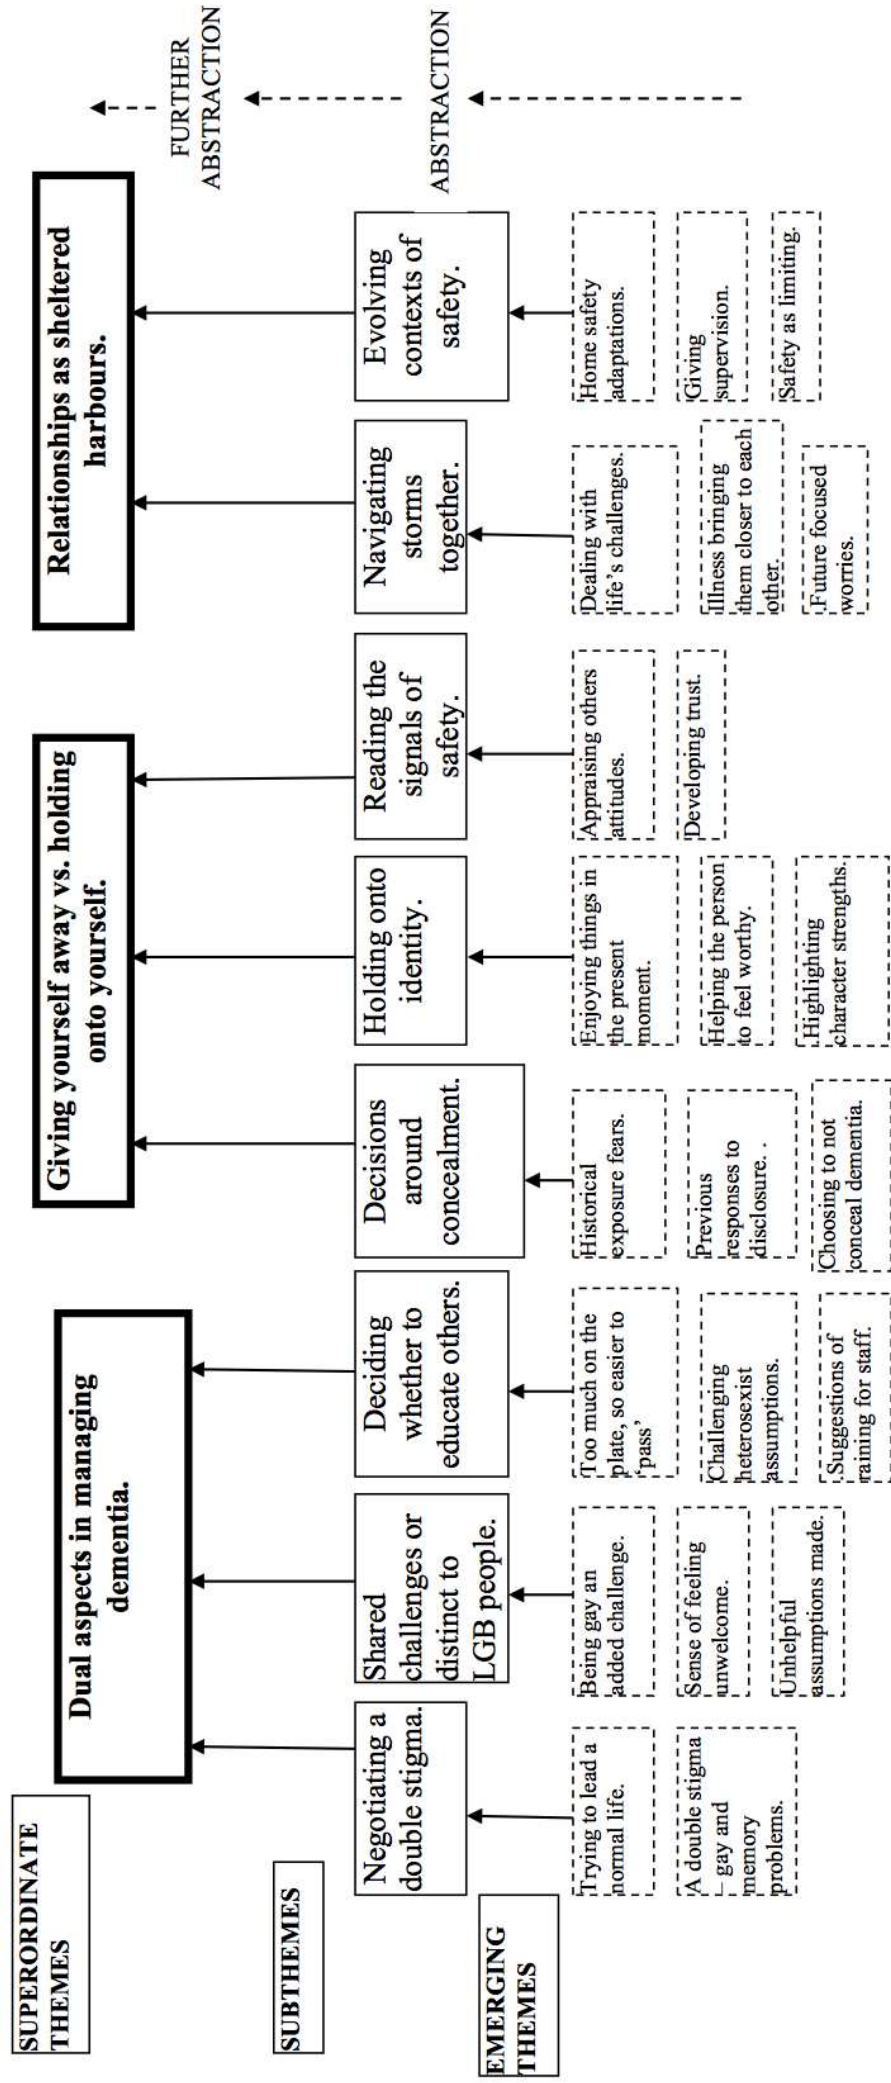 SUPERORDINATE
THEMES
Dual aspects in managing
dementia.
Giving yourself away vs. holding
onto yourself.
Relationships as sheltered
harbours.
FURTHER
ABSTRACTION
SUBTHEMES
Negotiating a
double stigma.
Shared
challenges or
distinct to
LGB people.
Deciding
whether to
educate others.
Decisions
around
concealment.
Holding onto
identity.
Reading the
signals of
safety.
Navigating
storms
together.
Evolving
contexts of
safety.
ABSTRACTION
EMERGING
THEMES
Trying to lead a
normal life.
A double stigma
– gay and
memory
problems.
Being gay an
added challenge.
Sense of feeling
unwelcome.
Unhelpful
assumptions made.
Too much on the
plate, so easier to
‘pass’
Challenging
heterosexist
assumptions.
Suggestions of
raining for staff.
Historical
exposure fears.
Previous
responses to
disclosure. .
Choosing to not
conceal dementia.
Enjoying things in
the present
moment.
Helping the person
to feel worthy.
Highlighting
character strengths.
Appraising others
attitudes.
Developing trust.
Dealing with
life’s challenges.
Illness bringing
them closer to each
other.
Future focused
worries.
Home safety
adaptations.
Giving
supervision.
Safety as limiting.